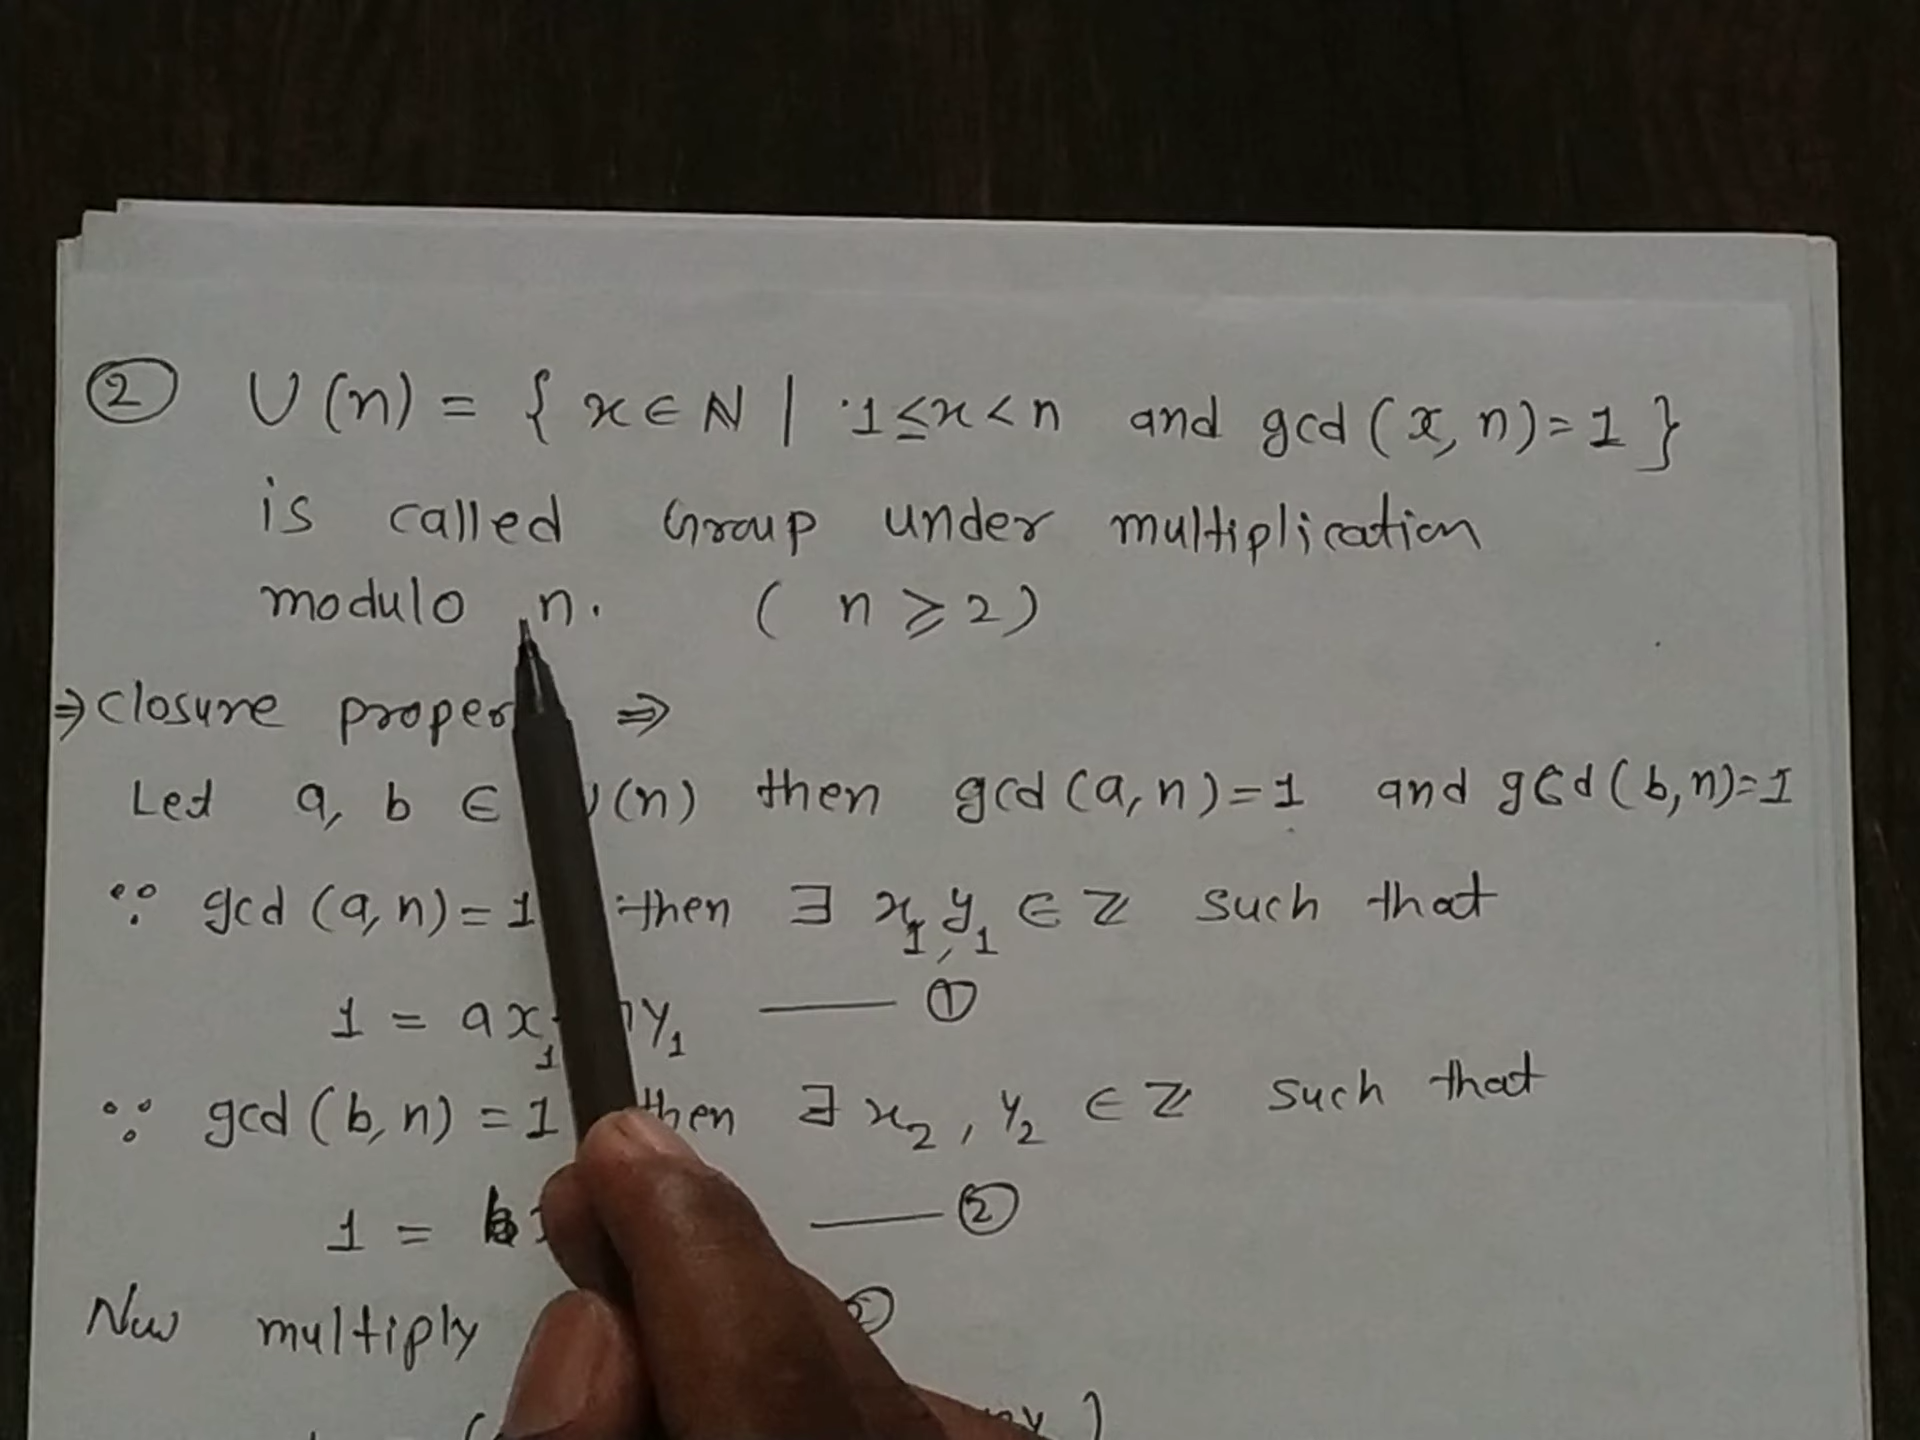 ② U(n) = { x ∈ ℕ | 1 ≤ x < n and gcd(x, n) = 1 }
is called Group under multiplication
modulo n. ( n ≥ 2 )
⇒ Closure proper ⇒
Let a, b ∈ U(n) then gcd(a, n) = 1 and gcd(b, n) = 1
∵ gcd(a, n) = 1 then ∃ x₁, y₁ ∈ ℤ such that
1 = ax₁ y₁ —— ①
∵ gcd(b, n) = 1 then ∃ x₂, y₂ ∈ ℤ such that
1 = b —— ②
Now multiply ②